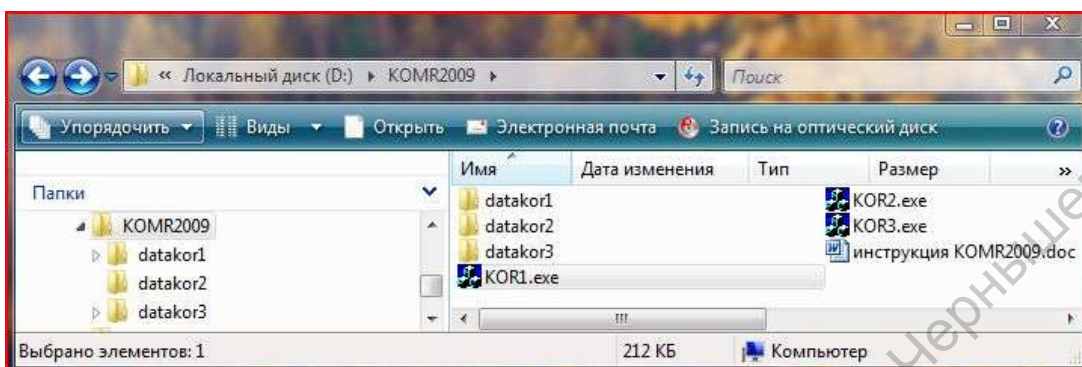 « Локальный диск (D:) ▸ KOMR2009 ▸ Поиск
Упорядочить Виды Открыть Электронная почта Запись на оптический диск
Имя Дата изменения Тип Размер »
Папки
KOMR2009
datakor1
datakor2
datakor3
datakor1
datakor2
datakor3
KOR1.exe
KOR2.exe
KOR3.exe
инструкция KOMR2009.doc
Выбрано элементов: 1 212 КБ Компьютер